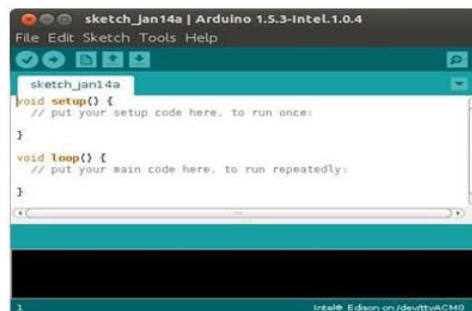 sketch_jan14a | Arduino 1.5.3-Intel.1.0.4
File Edit Sketch Tools Help
sketch_jan14a
void setup() {
// put your setup code here, to run once:
}
void loop() {
// put your main code here, to run repeatedly:
}
1 Intel® Edison on /dev/ttyACM0